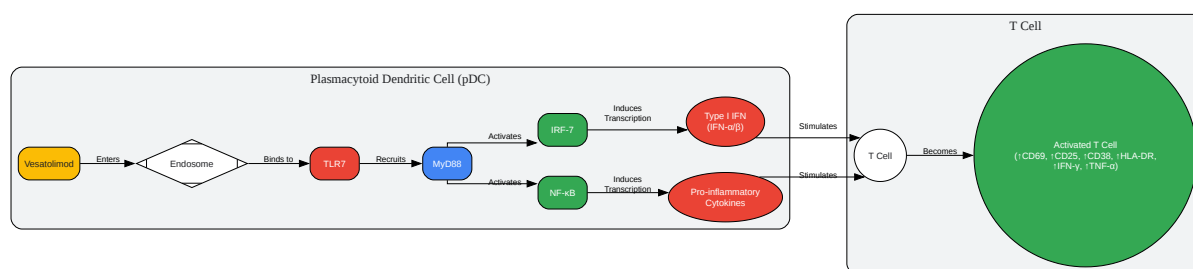 T Cell
Plasmacytoid Dendritic Cell (pDC)
Vesatolimod
Enters
Endosome
Binds to
TLR7
Recruits
MyD88
Activates
IRF-7
Induces
Transcription
Type I IFN
(IFN-α/β)
Stimulates
Activates
NF-κB
Induces
Transcription
Pro-inflammatory
Cytokines
Stimulates
T Cell
Becomes
Activated T Cell
(↑CD69, ↑CD25, ↑CD38, ↑HLA-DR,
↑IFN-γ, ↑TNF-α)